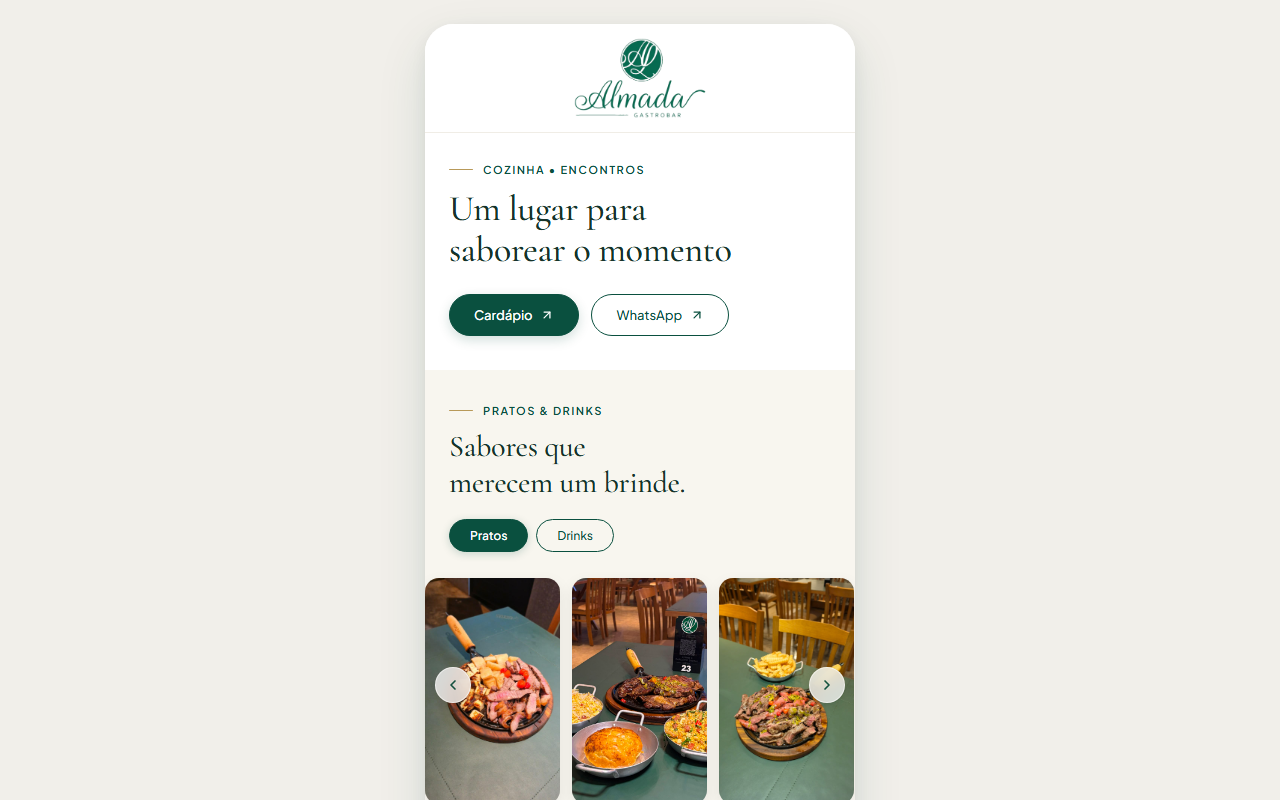 Al
Almada
GASTROBAR
COZINHA • ENCONTROS
Um lugar para
saborear o momento
Cardápio
WhatsApp
PRATOS & DRINKS
Sabores que
merecem um brinde.
Pratos
Drinks
23